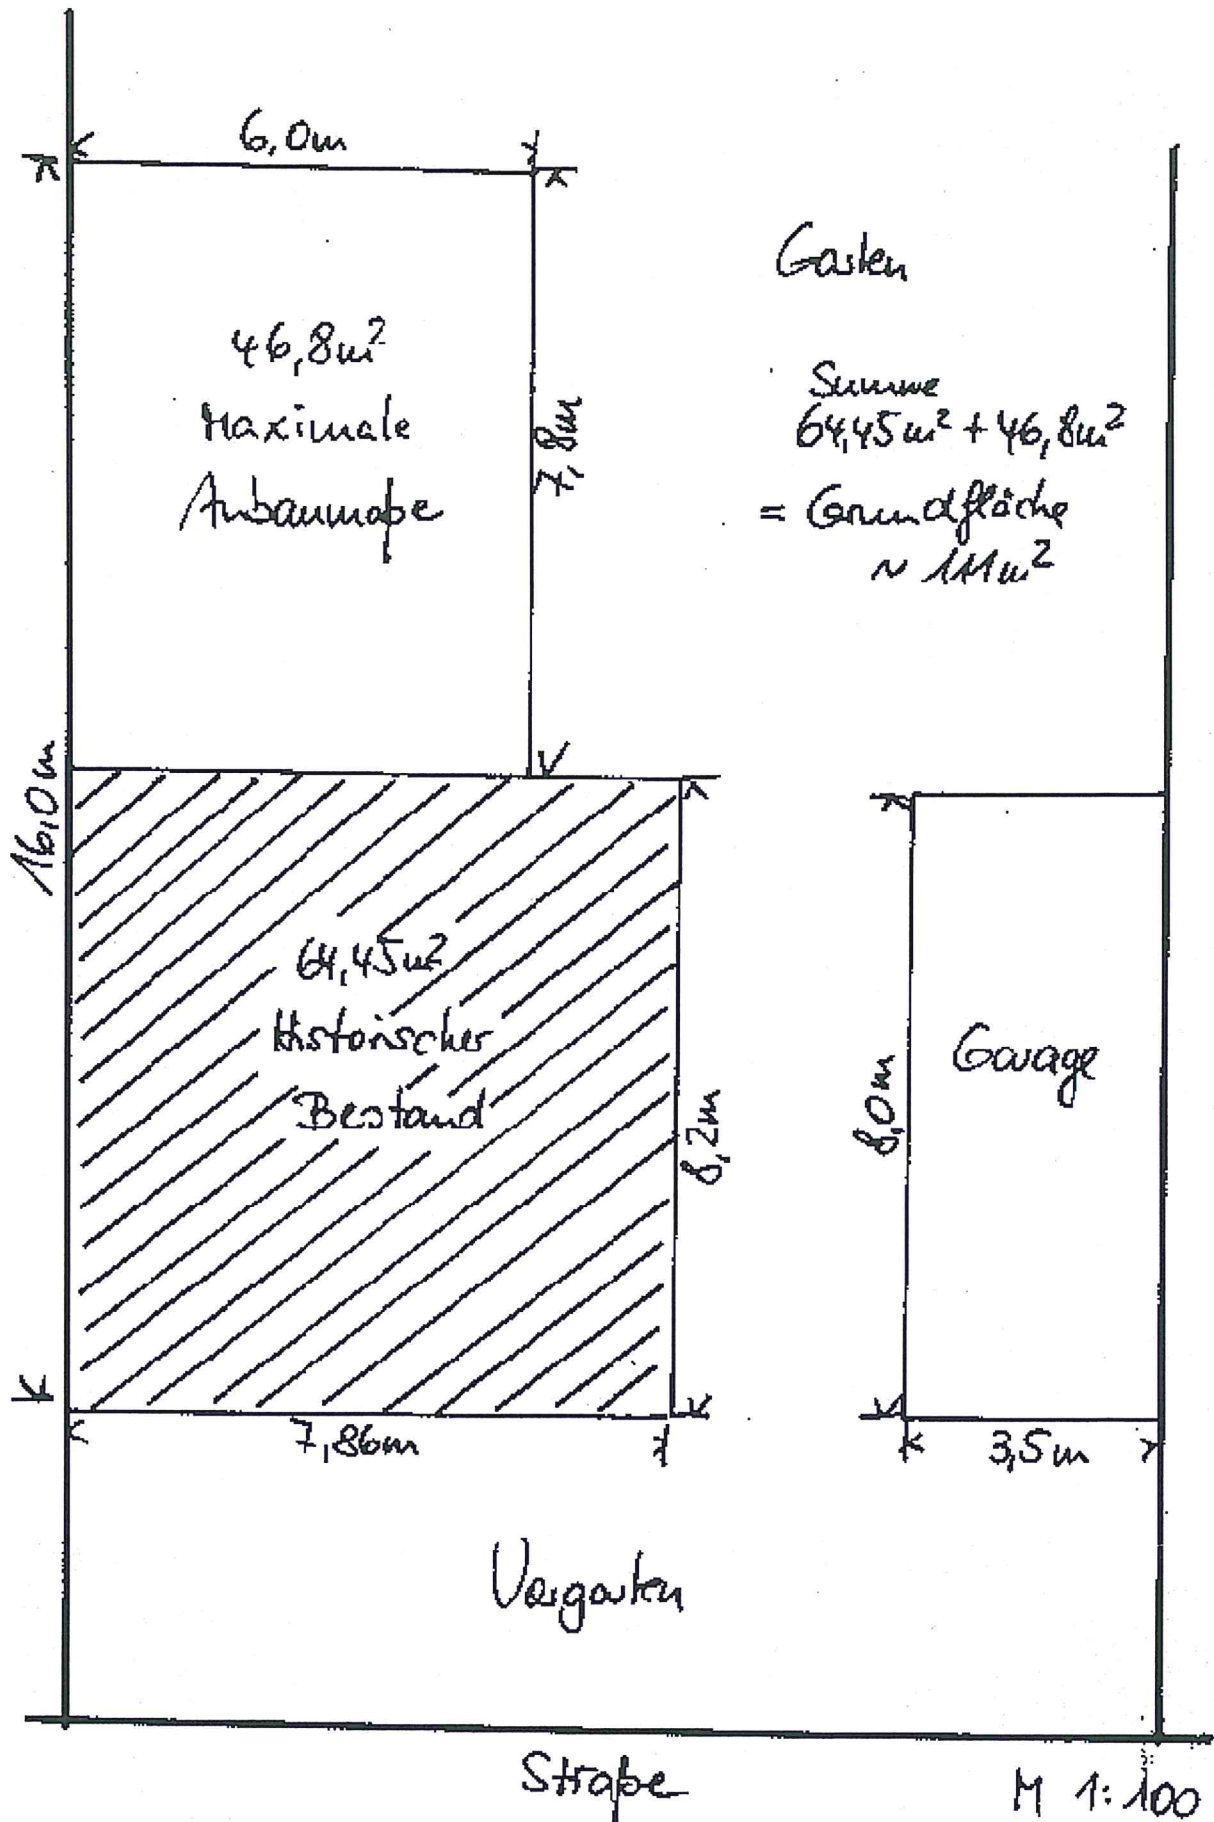 6,0m
Garten
46,8m²
Maximale
Anbaumaße
7,8m
Summe
64,45m² + 46,8m²
= Grundfläche
~ 111m²
16,0m
64,45m²
Historischer
Bestand
8,2m
8,0m
Garage
7,86m
3,5m
Vorgarten
Straße
M 1:100